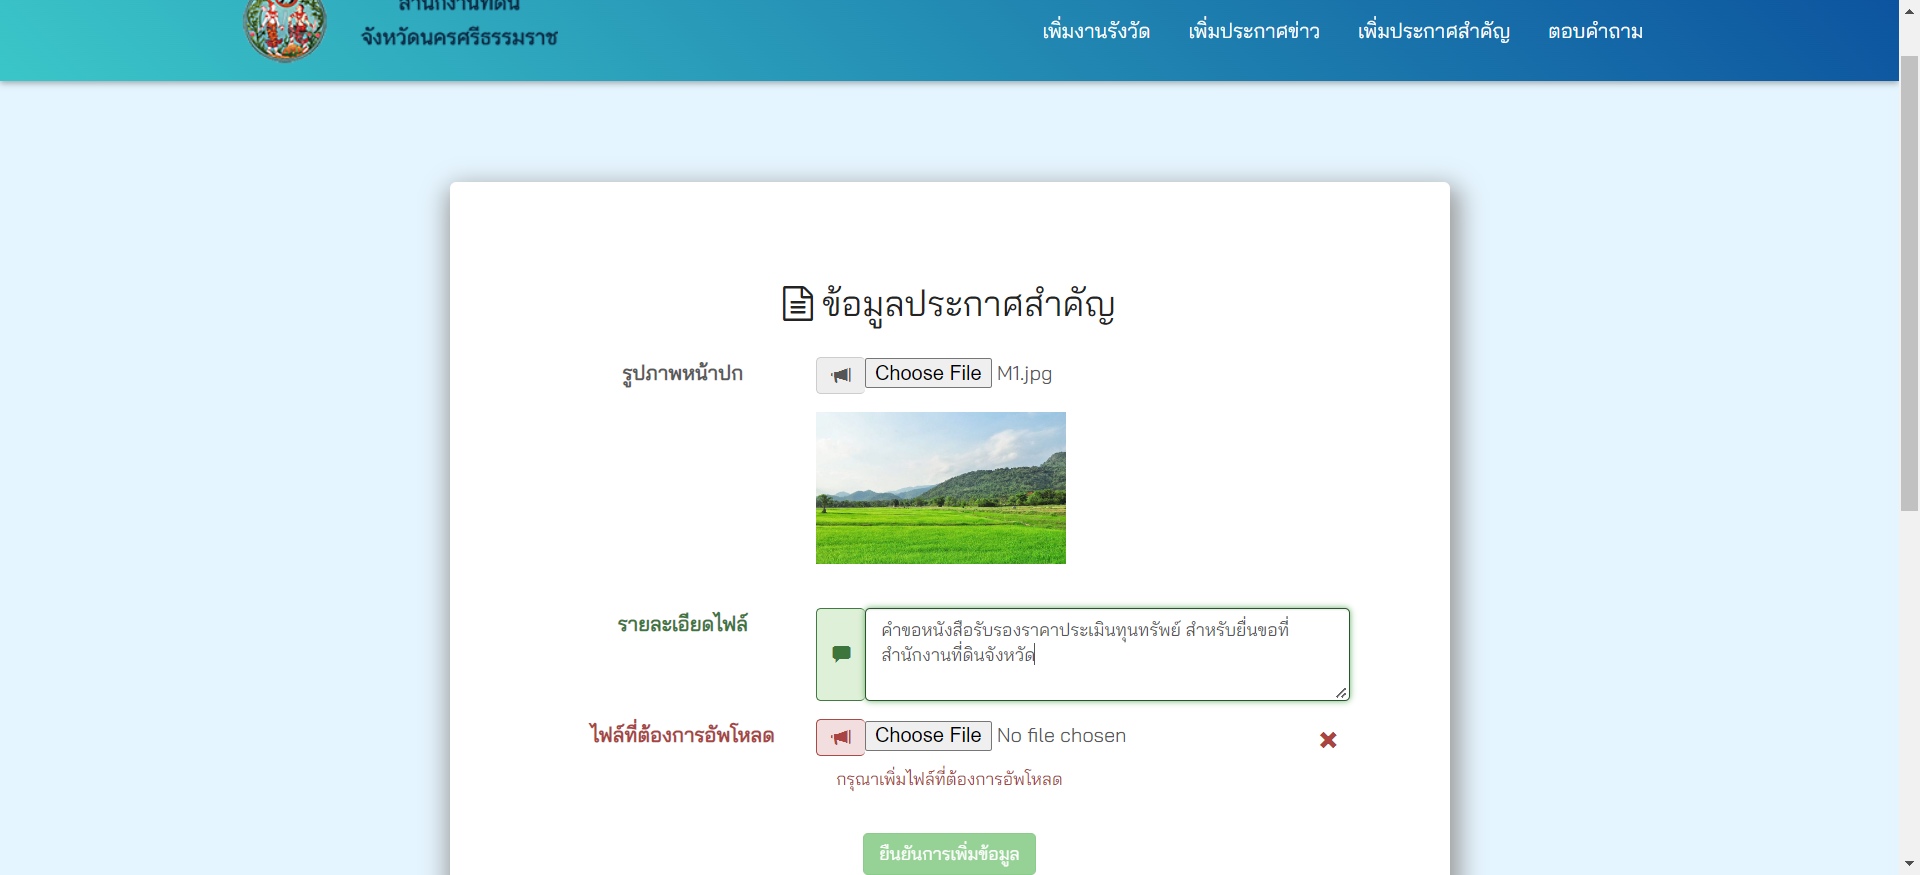 สำนักงานที่ดิน
จังหวัดนครศรีธรรมราช
เพิ่มงานรังวัด เพิ่มประกาศข่าว เพิ่มประกาศสำคัญ ตอบคำถาม
ข้อมูลประกาศสำคัญ
รูปภาพหน้าปก Choose File M1.jpg
รายละเอียดไฟล์ คำขอหนังสือรับรองราคาประเมินทุนทรัพย์ สำหรับยื่นขอที่
สำนักงานที่ดินจังหวัด
ไฟล์ที่ต้องการอัพโหลด Choose File No file chosen
กรุณาเพิ่มไฟล์ที่ต้องการอัพโหลด
ยืนยันการเพิ่มข้อมูล